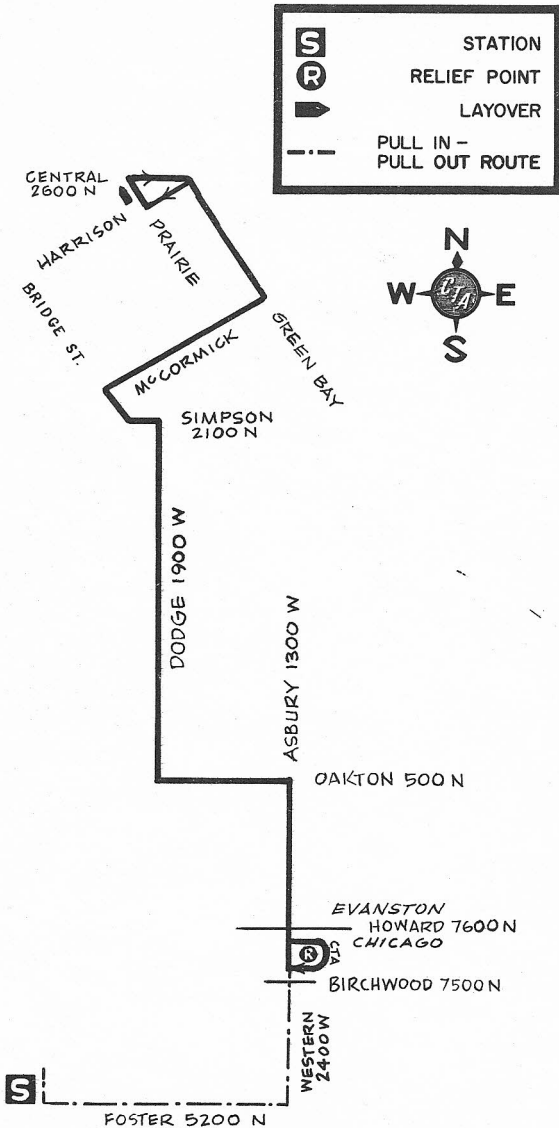 S STATION
R RELIEF POINT
LAYOVER
PULL IN –
PULL OUT ROUTE
CENTRAL
2600 N
HARRISON
PRAIRIE
BRIDGE ST.
McCORMICK
GREEN BAY
N
W CTA E
S
SIMPSON
2100 N
DODGE 1900 W
ASBURY 1300 W
OAKTON 500 N
EVANSTON
HOWARD 7600 N
CHICAGO
R
CTA
BIRCHWOOD 7500 N
WESTERN
2400 W
S
FOSTER 5200 N